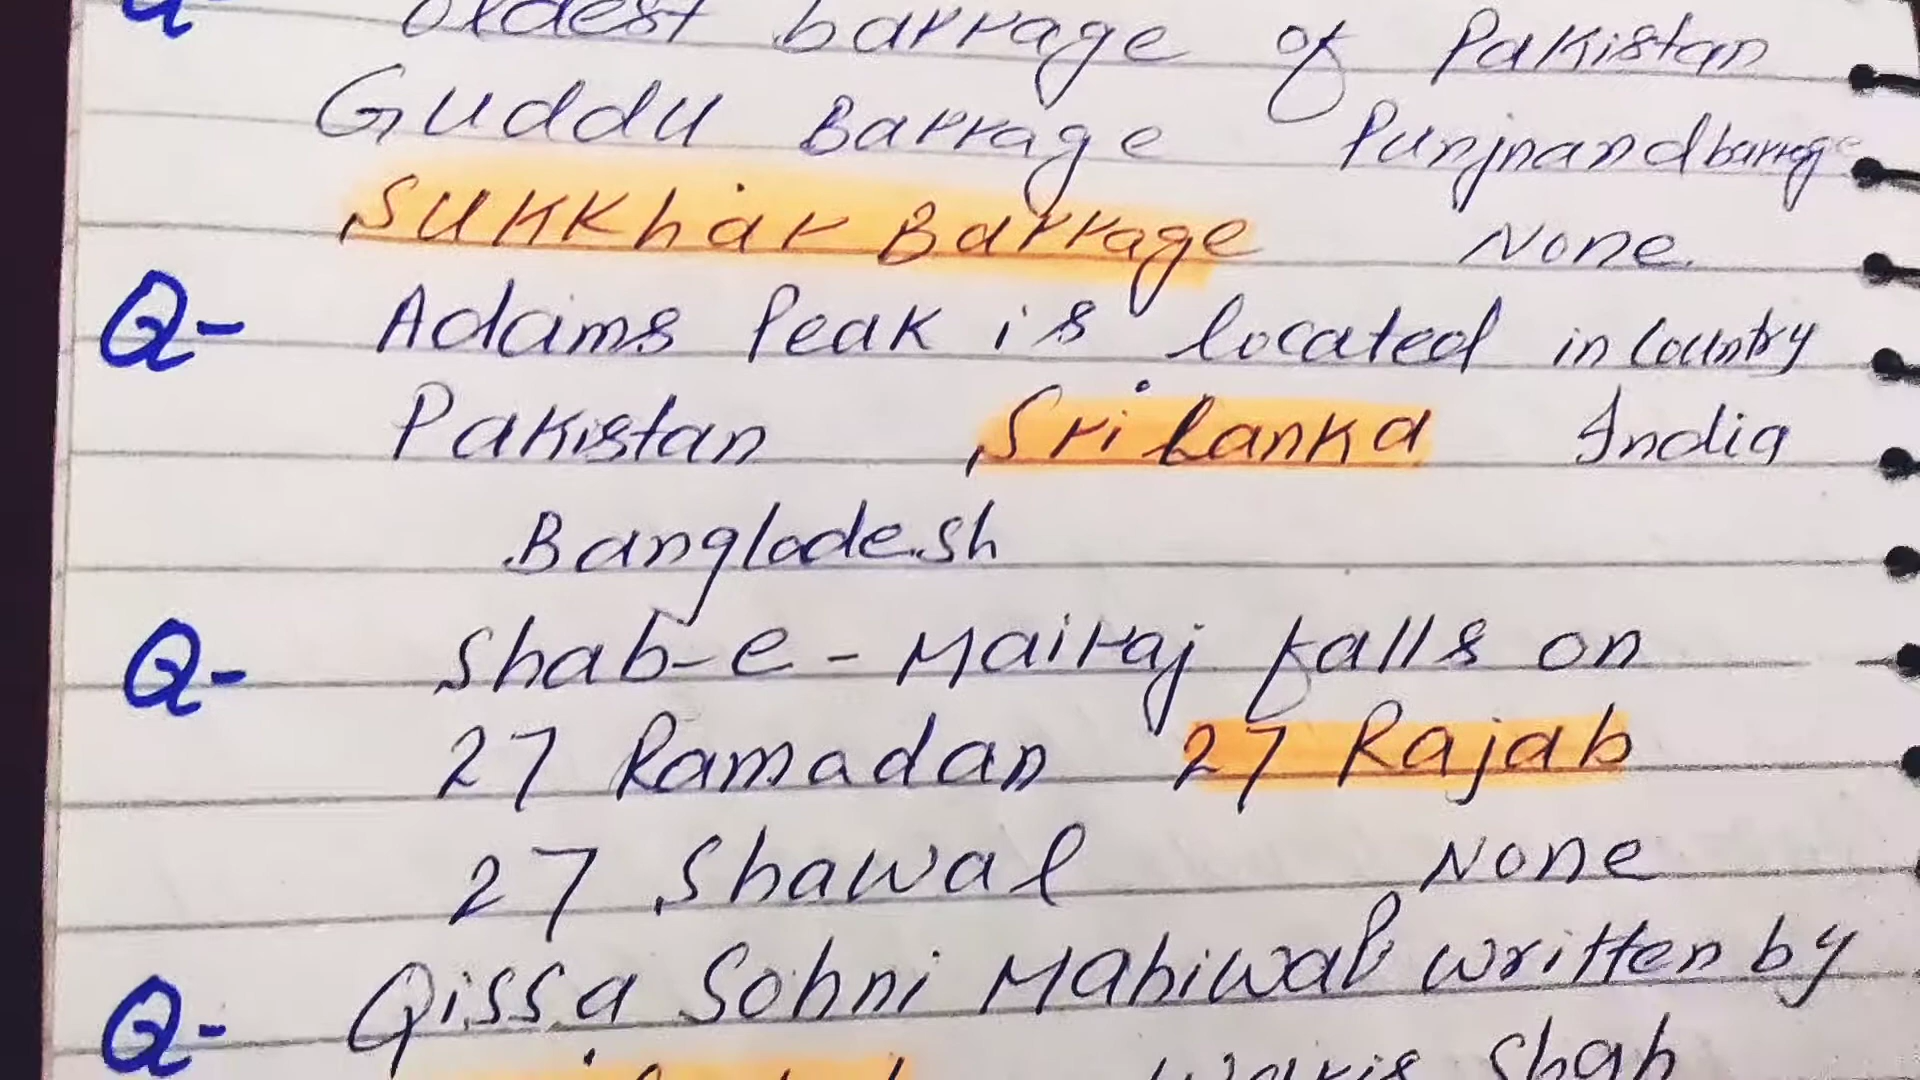 Q- Oldest barrage of Pakistan
Guddu Barrage Punjnand barrage
Sukkhar Barrage None.
Q- Adams Peak is located in Country
Pakistan Sri Lanka India
Bangladesh
Q- Shab-e-Mairaj falls on
27 Ramadan 27 Rajab
27 Shawal None
Q- Qissa Sohni Mahiwal written by
Waris Shah